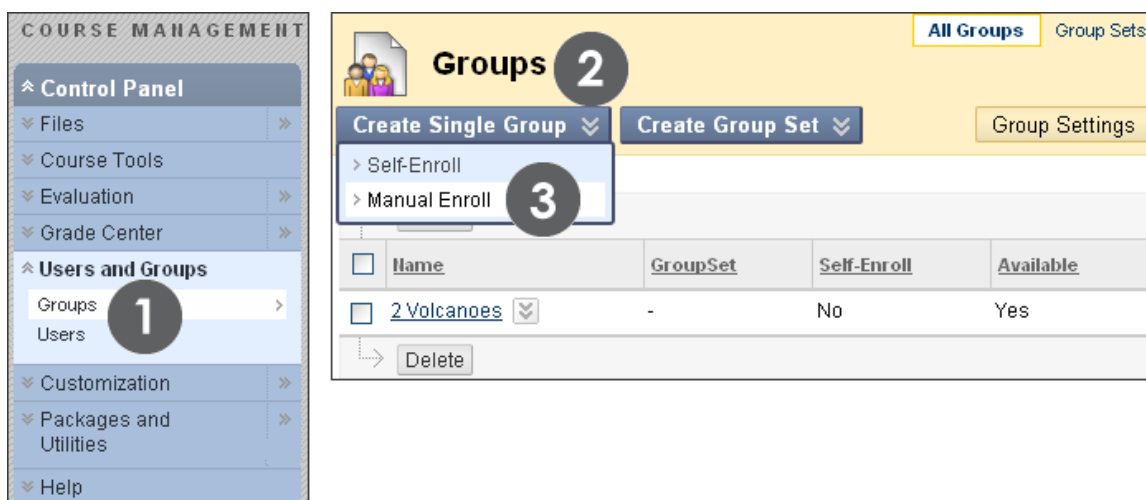 COURSE MANAGEMENT
Control Panel
Files
Course Tools
Evaluation
Grade Center
Users and Groups
Groups
1
Users
Customization
Packages and
Utilities
Help
All Groups Group Sets
Groups 2
Create Single Group Create Group Set Group Settings
> Self-Enroll
> Manual Enroll 3
Name GroupSet Self-Enroll Available
2 Volcanoes - No Yes
Delete